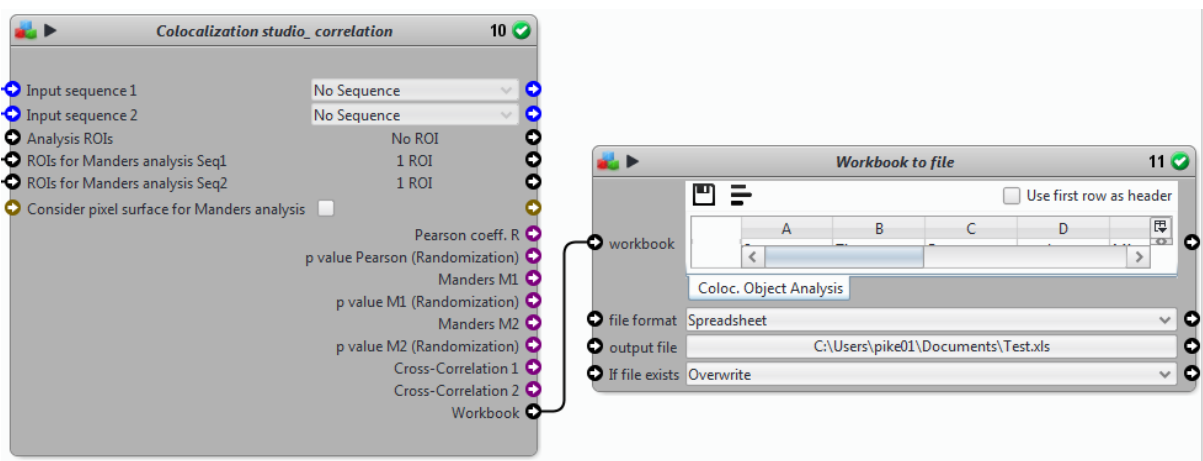 Colocalization studio_ correlation 10
Input sequence 1 No Sequence
Input sequence 2 No Sequence
Analysis ROIs No ROI
ROIs for Manders analysis Seq1 1 ROI
ROIs for Manders analysis Seq2 1 ROI
Consider pixel surface for Manders analysis
Pearson coeff. R
p value Pearson (Randomization)
Manders M1
p value M1 (Randomization)
Manders M2
p value M2 (Randomization)
Cross-Correlation 1
Cross-Correlation 2
Workbook
Workbook to file 11
Use first row as header
A B C D
workbook
Coloc. Object Analysis
file format Spreadsheet
output file C:\Users\pike01\Documents\Test.xls
If file exists Overwrite